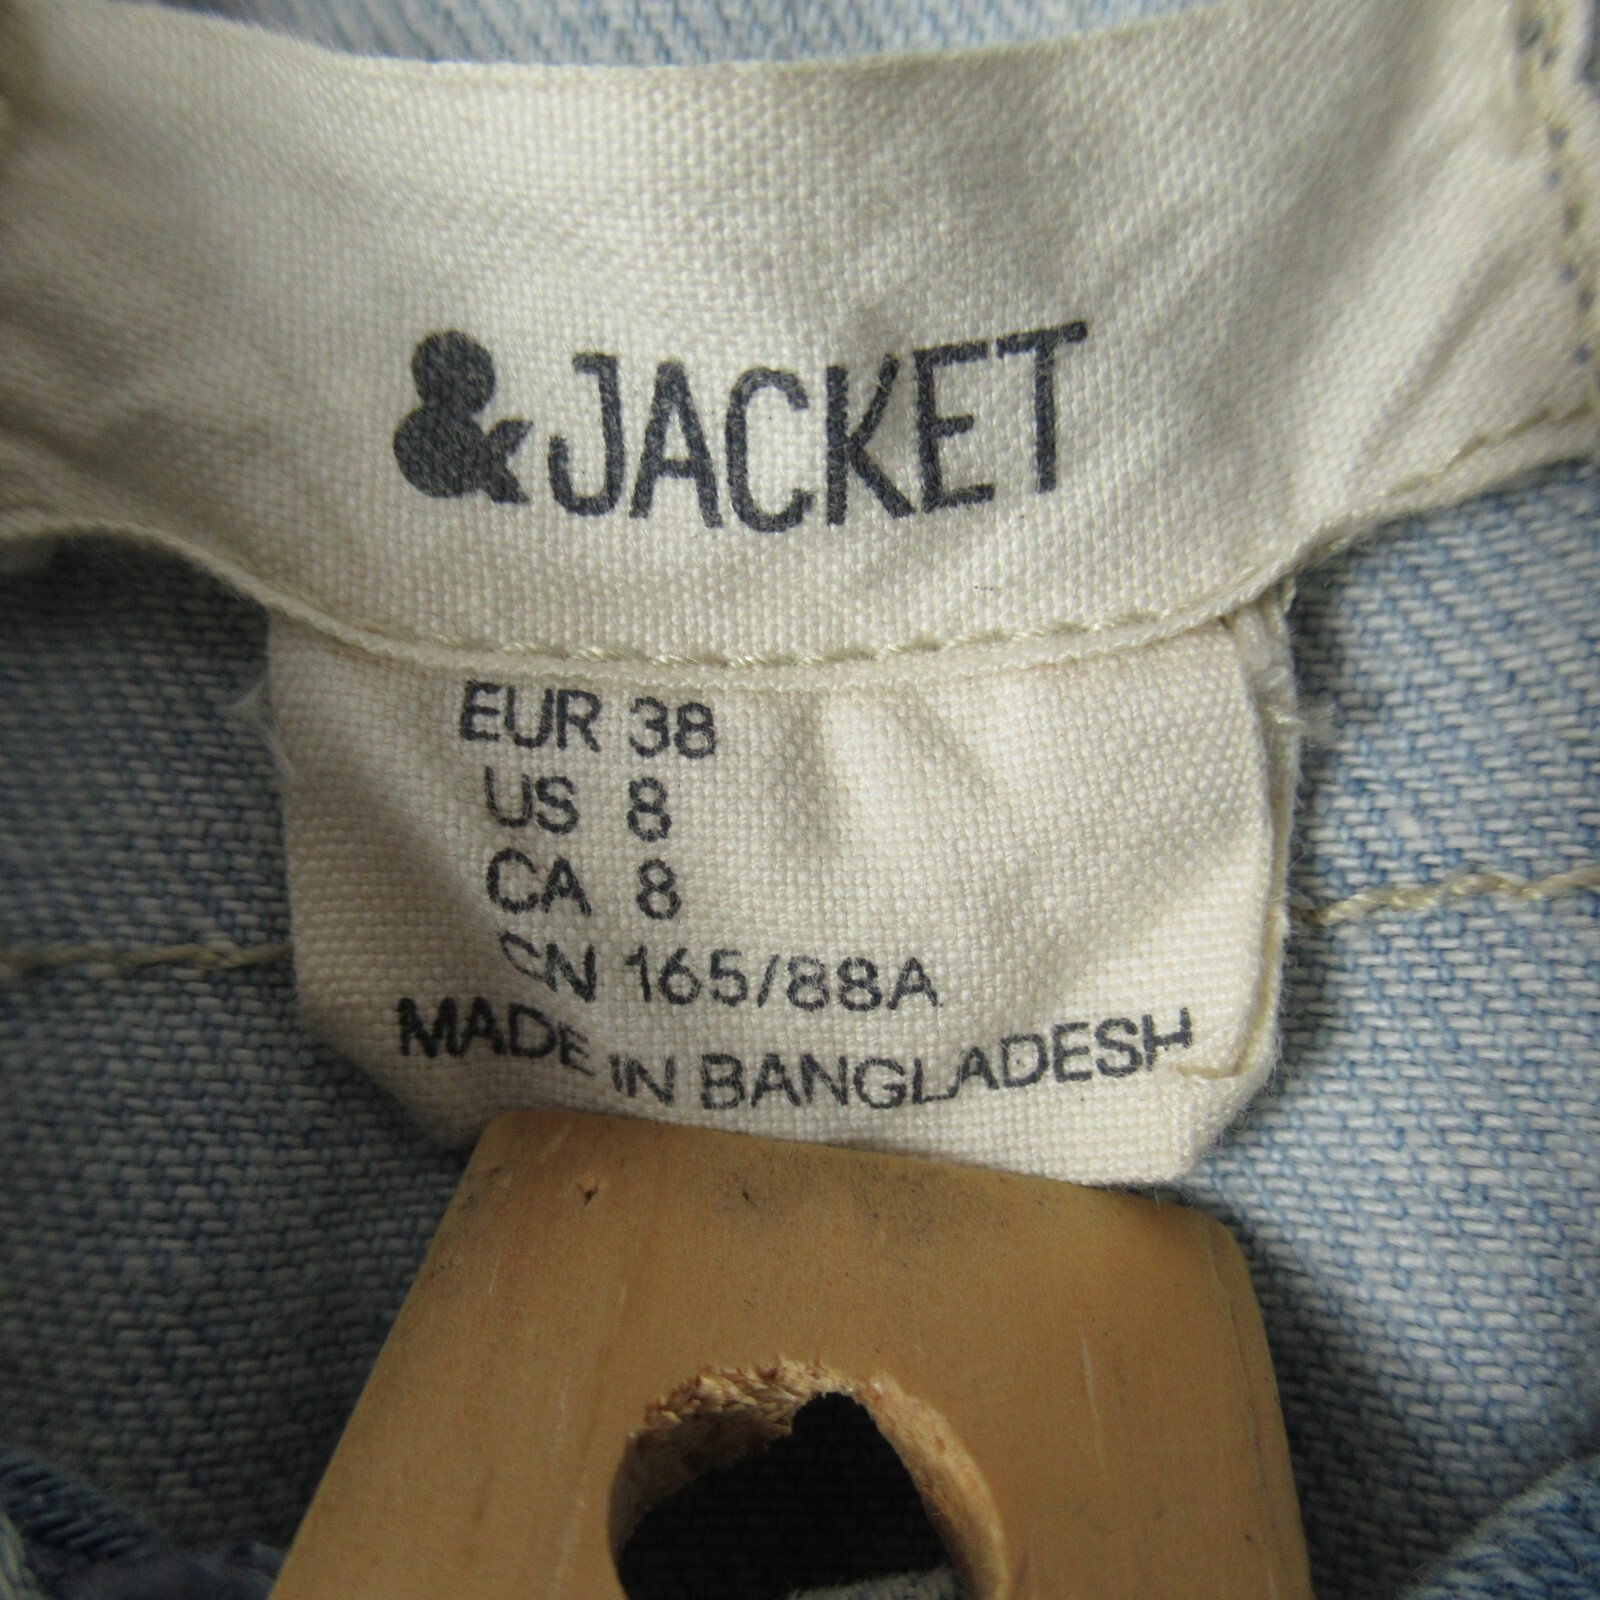 & JACKET
EUR 38
US 8
CA 8
CN 165/88A
MADE IN BANGLADESH